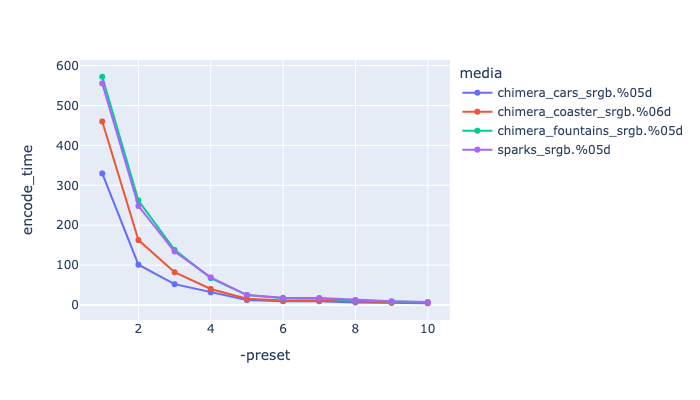 600
500
400
300
200
100
0
2 4 6 8 10
encode_time
-preset
media
chimera_cars_srgb.%05d
chimera_coaster_srgb.%06d
chimera_fountains_srgb.%05d
sparks_srgb.%05d